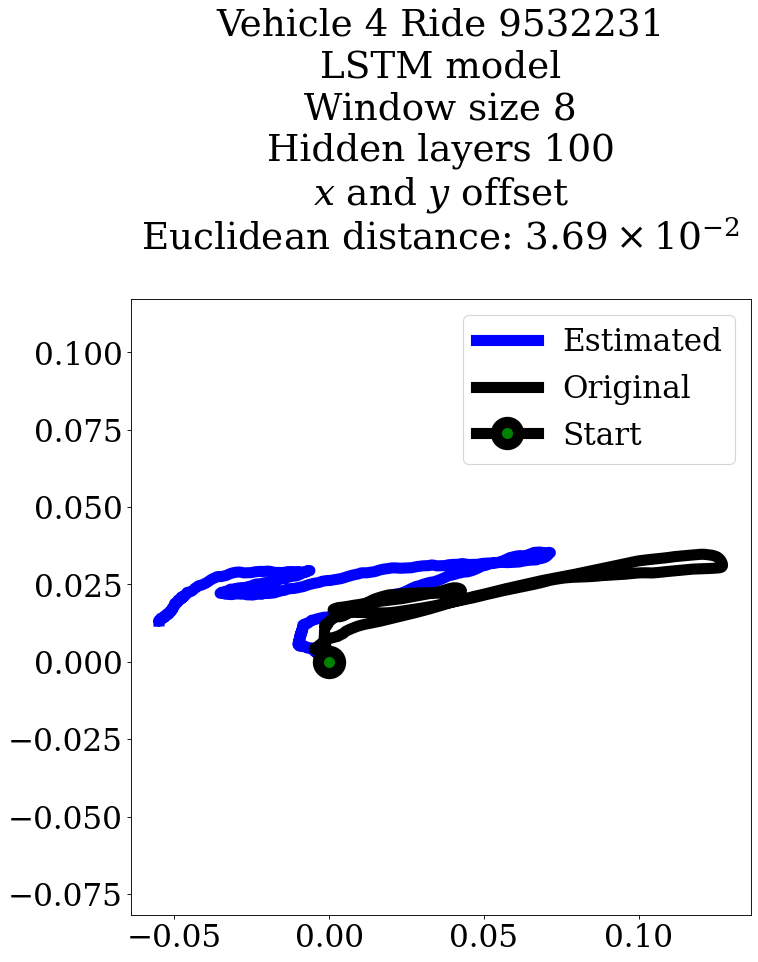 Vehicle 4 Ride 9532231
LSTM model
Window size 8
Hidden layers 100
x and y offset
Euclidean distance: 3.69 × 10⁻²
Estimated
Original
Start
0.100
0.075
0.050
0.025
0.000
−0.025
−0.050
−0.075
−0.05 0.00 0.05 0.10